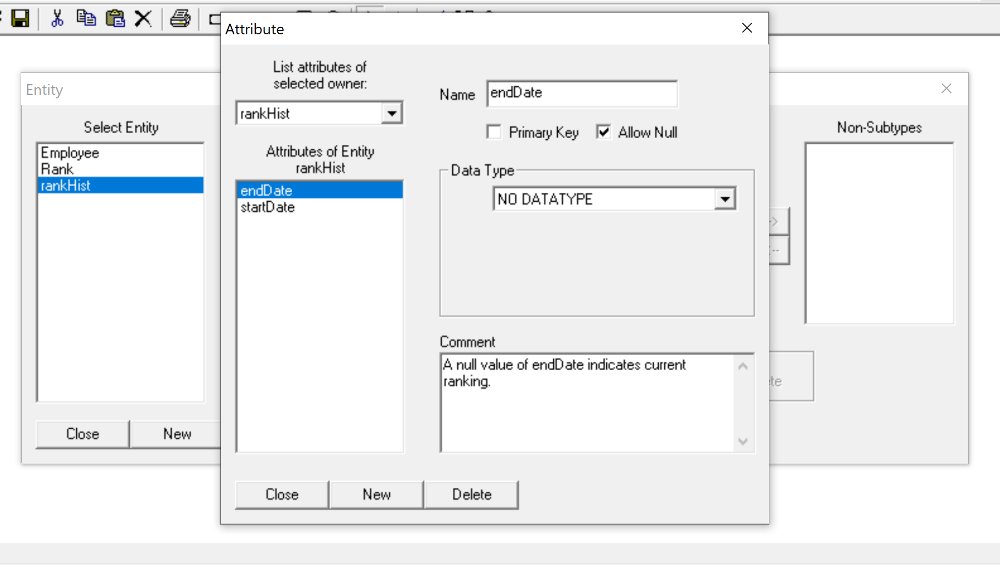 Attribute
Entity
Select Entity
Employee
Rank
rankHist
Close
New
List attributes of
selected owner:
rankHist
Attributes of Entity
rankHist
endDate
startDate
Name
endDate
Primary Key
Allow Null
Data Type
NO DATATYPE
Comment
A null value of endDate indicates current
ranking.
Close
New
Delete
Non-Subtypes